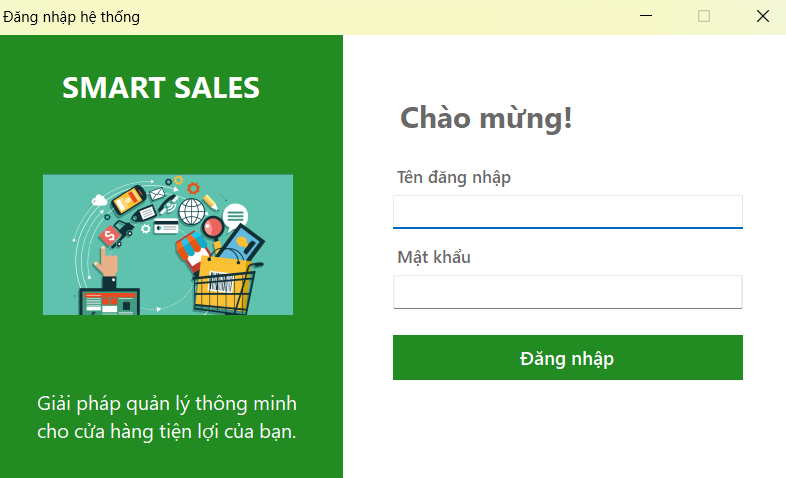 Đăng nhập hệ thống
SMART SALES
Giải pháp quản lý thông minh
cho cửa hàng tiện lợi của bạn.
Chào mừng!
Tên đăng nhập
Mật khẩu
Đăng nhập